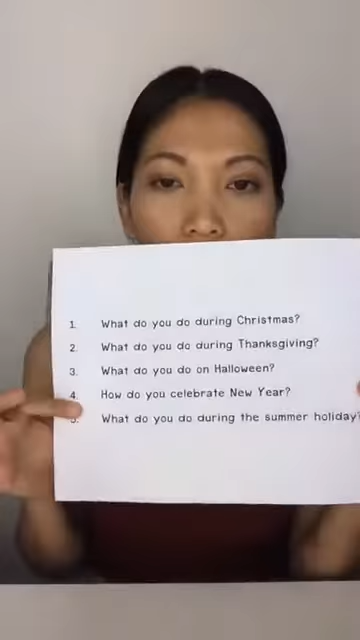 1. What do you do during Christmas?
2. What do you do during Thanksgiving?
3. What do you do on Halloween?
4. How do you celebrate New Year?
5. What do you do during the summer holiday?